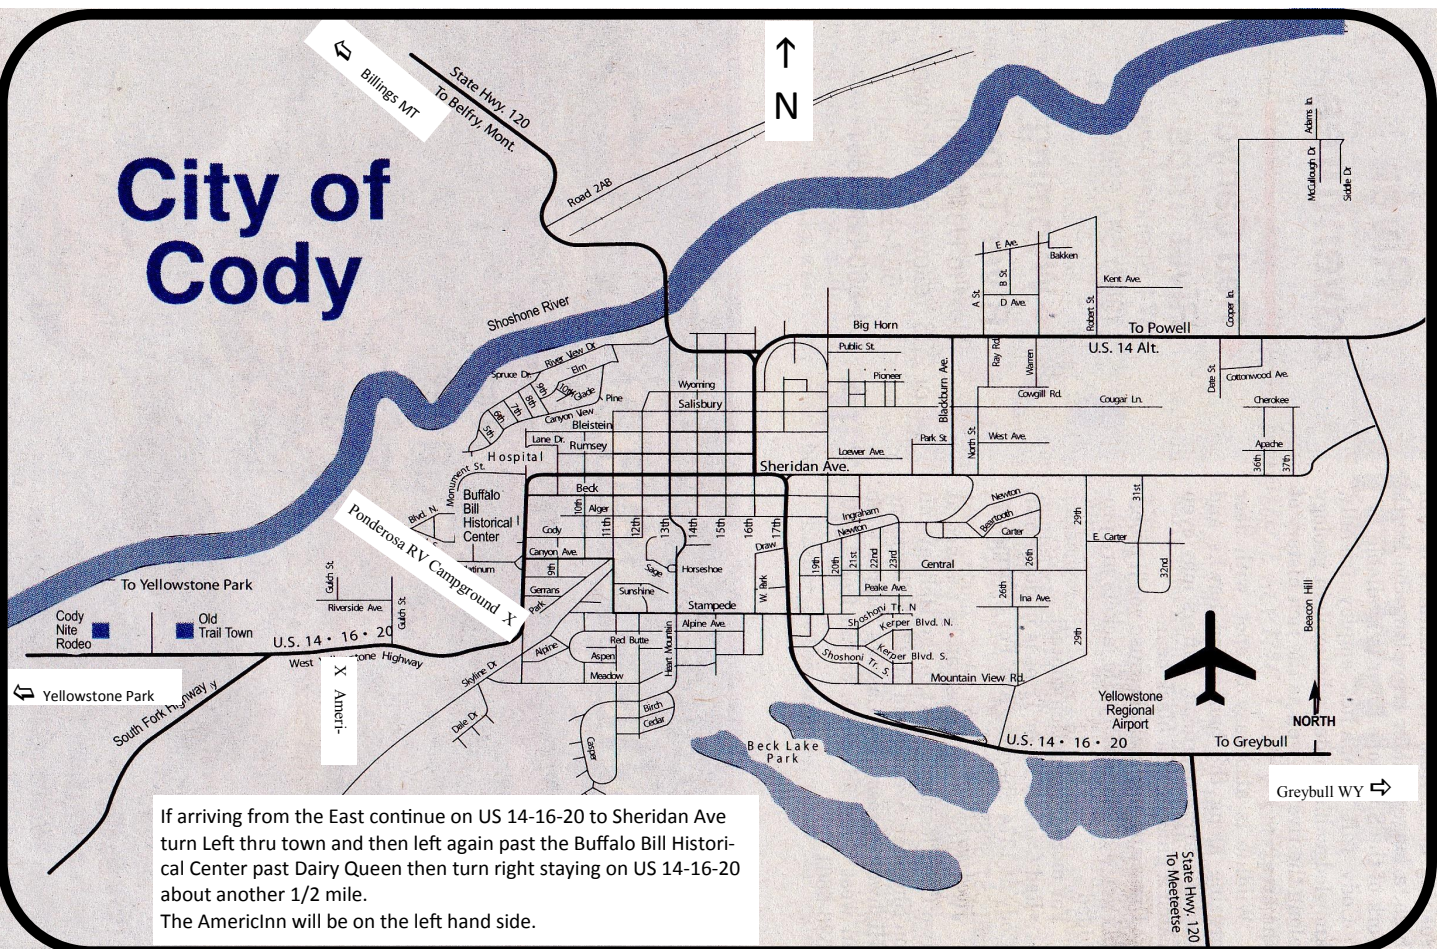 City of
Cody
Billings MT
State Hwy. 120
To Belfry, Mont.
↑
N
Road 2AB
Shoshone River
Adams ln.
McCullough Dr
Siddle Dr
E Ave.
Bakken
B St.
A St.
D Ave.
Kent Ave.
Robert St.
Cooper ln.
Big Horn
To Powell
U.S. 14 Alt.
Public St.
Pioneer
Ray Rd.
Warren
Blackburn Ave.
Cowgill Rd.
Cougar Ln.
Date St.
Cottonwood Ave.
Cherokee
River Vew Dr
Elm
Spruce Dr.
9th
10th
Glade
8th
7th
6th
5th
Pine
Canyon View
Wyoming
Salisbury
Bleistein
Lane Dr.
Rumsey
Hospital
Loewer Ave.
Park St.
North St.
West Ave.
Apache
36th
37th
Sheridan Ave.
Monument St.
Buffalo
Bill
Historical
Center
Blvd N.
Beck
10th
Alger
11th
12th
13th
14th
15th
16th
17th
Cody
Canyon Ave.
9th
Gerrans
Park
Platinum
Ponderosa RV Campground X
Sage
Horseshoe
Sunshine
Stampede
Draw
W. Park
Ingraham
Newton
Newton
Beartooth
Carter
19th
20th
21st
22nd
23rd
Central
26th
29th
31st
E. Carter
32nd
Peake Ave.
26th
Ina Ave.
29th
Beacon Hill
To Yellowstone Park
Cody
Nite
Rodeo
Old
Trail Town
Gulch St.
Riverside Ave.
Gulch St.
U.S. 14 • 16 • 20
West Yellowstone Highway
X Ameri-
Yellowstone Park
South Fork Highway
Skyline Dr
Dale Dr
Alpine
Red Butte
Aspen
Meadow
Heart Mountain
Alpine Ave.
Birch
Cedar
Casper
Shoshoni Tr. N
Kerper Blvd. N.
Kerper Blvd. S.
Shoshoni Tr. S.
Mountain View Rd.
Yellowstone
Regional
Airport
NORTH
Beck Lake
Park
U.S. 14 • 16 • 20
To Greybull
Greybull WY
State Hwy. 120
To Meeteetse
If arriving from the East continue on US 14-16-20 to Sheridan Ave
turn Left thru town and then left again past the Buffalo Bill Histori-
cal Center past Dairy Queen then turn right staying on US 14-16-20
about another 1/2 mile.
The AmericInn will be on the left hand side.